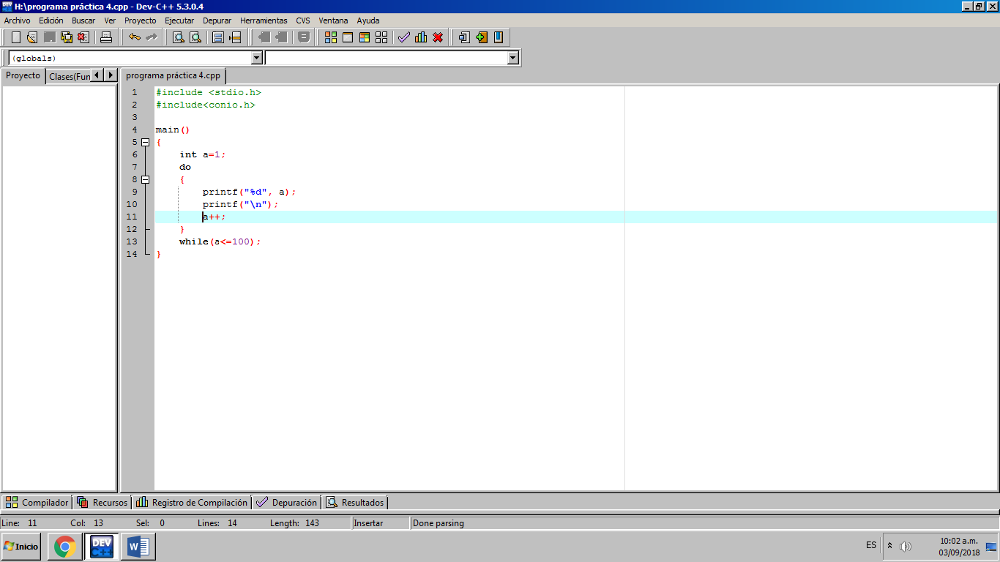 H:\programa práctica 4.cpp - Dev-C++ 5.3.0.4
Archivo Edición Buscar Ver Proyecto Ejecutar Depurar Herramientas CVS Ventana Ayuda
(globals)
Proyecto Clases(Fun programa práctica 4.cpp
1 #include <stdio.h>
2 #include<conio.h>
3
4 main()
5 {
6 int a=1;
7 do
8 {
9 printf("%d", a);
10 printf("\n");
11 a++;
12 }
13 while(a<=100);
14 }
Compilador Recursos Registro de Compilación Depuración Resultados
Line: 11 Col: 13 Sel: 0 Lines: 14 Length: 143 Insertar Done parsing
Inicio DEV C++ W ES 10:02 a.m.
03/09/2018